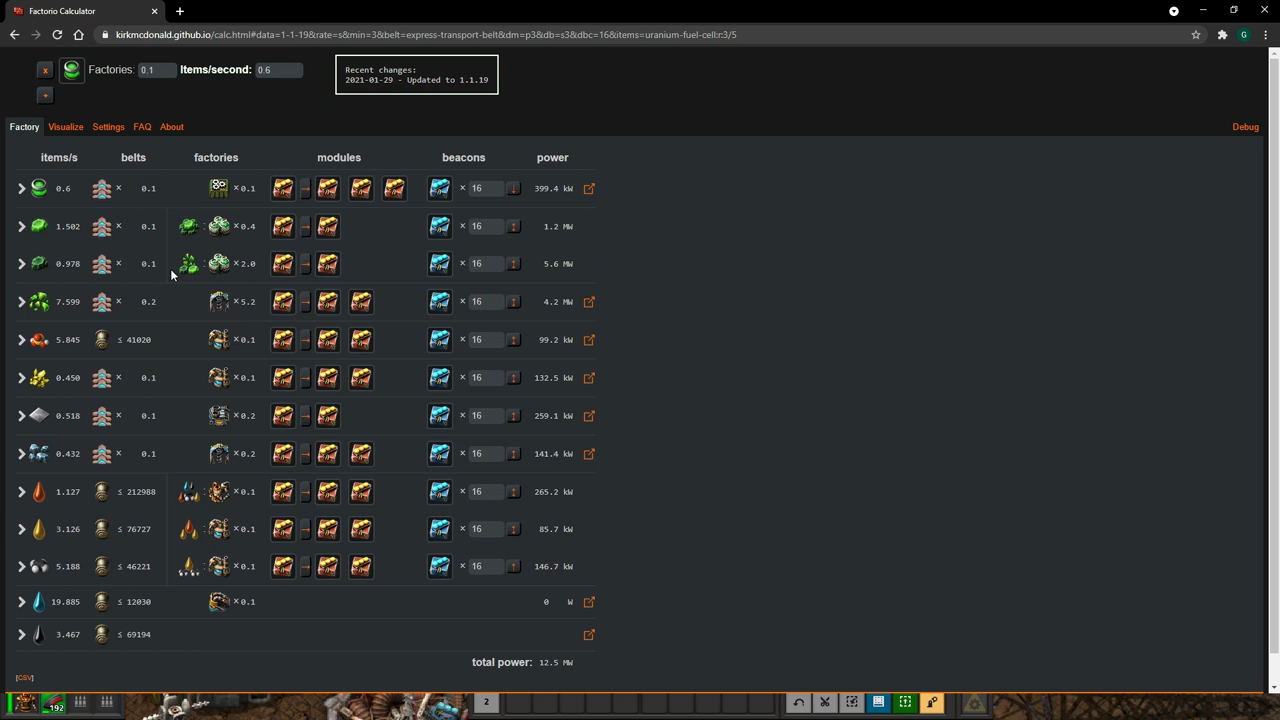 Factorio Calculator
kirkmcdonald.github.io/calc.html#data=1-1-19&rate=s&min=3&belt=express-transport-belt&dm=p3&db=s3&dbc=16&items=uranium-fuel-cell:r:3/5
G
x Factories: 0.1 Items/second: 0.6
Recent changes:
2021-01-29 - Updated to 1.1.19
+
Factory Visualize Settings FAQ About Debug
items/s belts factories modules beacons power
0.6 × 0.1 × 0.1 × 16 399.4 kW
1.502 × 0.1 : × 0.4 × 16 1.2 MW
0.978 × 0.1 : × 2.0 × 16 5.6 MW
7.599 × 0.2 × 5.2 × 16 4.2 MW
5.845 ≤ 41020 × 0.1 × 16 99.2 kW
0.450 × 0.1 × 0.1 × 16 132.5 kW
0.518 × 0.1 × 0.2 × 16 259.1 kW
0.432 × 0.1 × 0.2 × 16 141.4 kW
1.127 ≤ 212988 : × 0.1 × 16 265.2 kW
3.126 ≤ 76727 : × 0.1 × 16 85.7 kW
5.188 ≤ 46221 : × 0.1 × 16 146.7 kW
19.885 ≤ 12030 × 0.1 0 W
3.467 ≤ 69194
total power: 12.5 MW
[CSV]
192 2